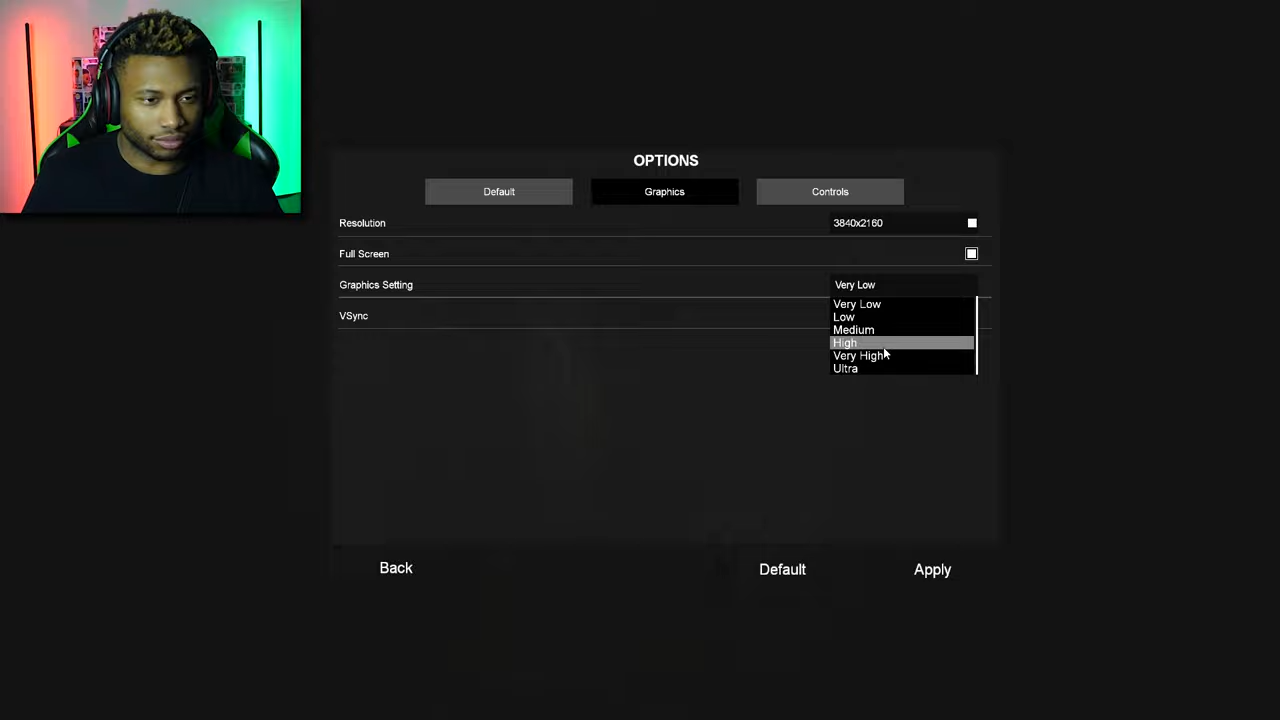 OPTIONS
Default Graphics Controls
Resolution 3840x2160
Full Screen
Graphics Setting Very Low
Very Low
Low
VSync
Medium
High
Very High
Ultra
Back Default Apply